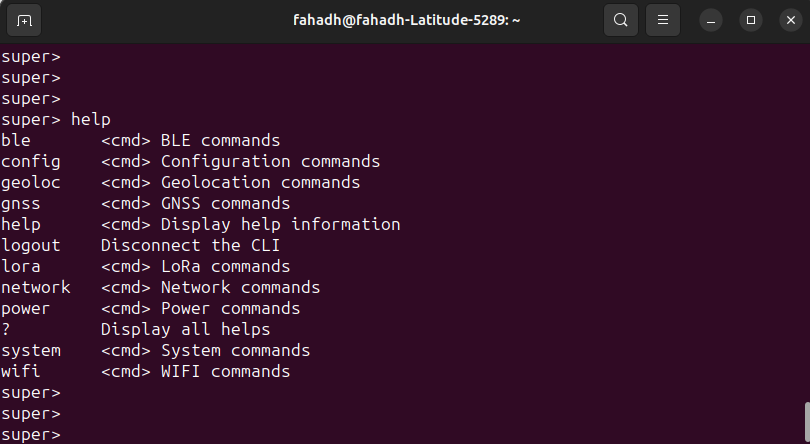 fahadh@fahadh-Latitude-5289: ~
super>
super>
super>
super> help
ble       <cmd> BLE commands
config    <cmd> Configuration commands
geoloc    <cmd> Geolocation commands
gnss      <cmd> GNSS commands
help      <cmd> Display help information
logout    Disconnect the CLI
lora      <cmd> LoRa commands
network   <cmd> Network commands
power     <cmd> Power commands
?         Display all helps
system    <cmd> System commands
wifi      <cmd> WIFI commands
super>
super>
super>